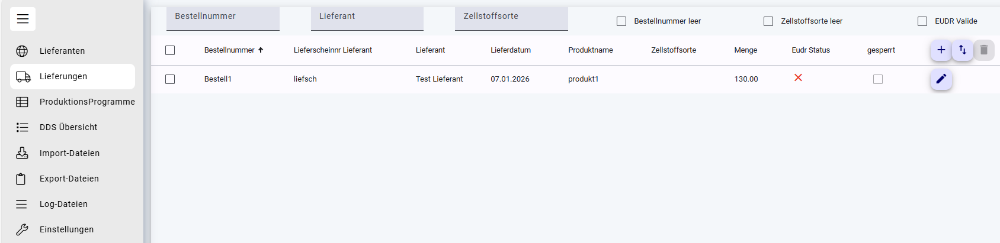 Bestellnummer Lieferant Zellstoffsorte Bestellnummer leer Zellstoffsorte leer EUDR Valide
Lieferanten
Lieferungen
ProduktionsProgramme
DDS Übersicht
Import-Dateien
Export-Dateien
Log-Dateien
Einstellungen
Bestellnummer Lieferscheinnr Lieferant Lieferant Lieferdatum Produktname Zellstoffsorte Menge Eudr Status gesperrt
Bestell1 liefsch Test Lieferant 07.01.2026 produkt1 130.00